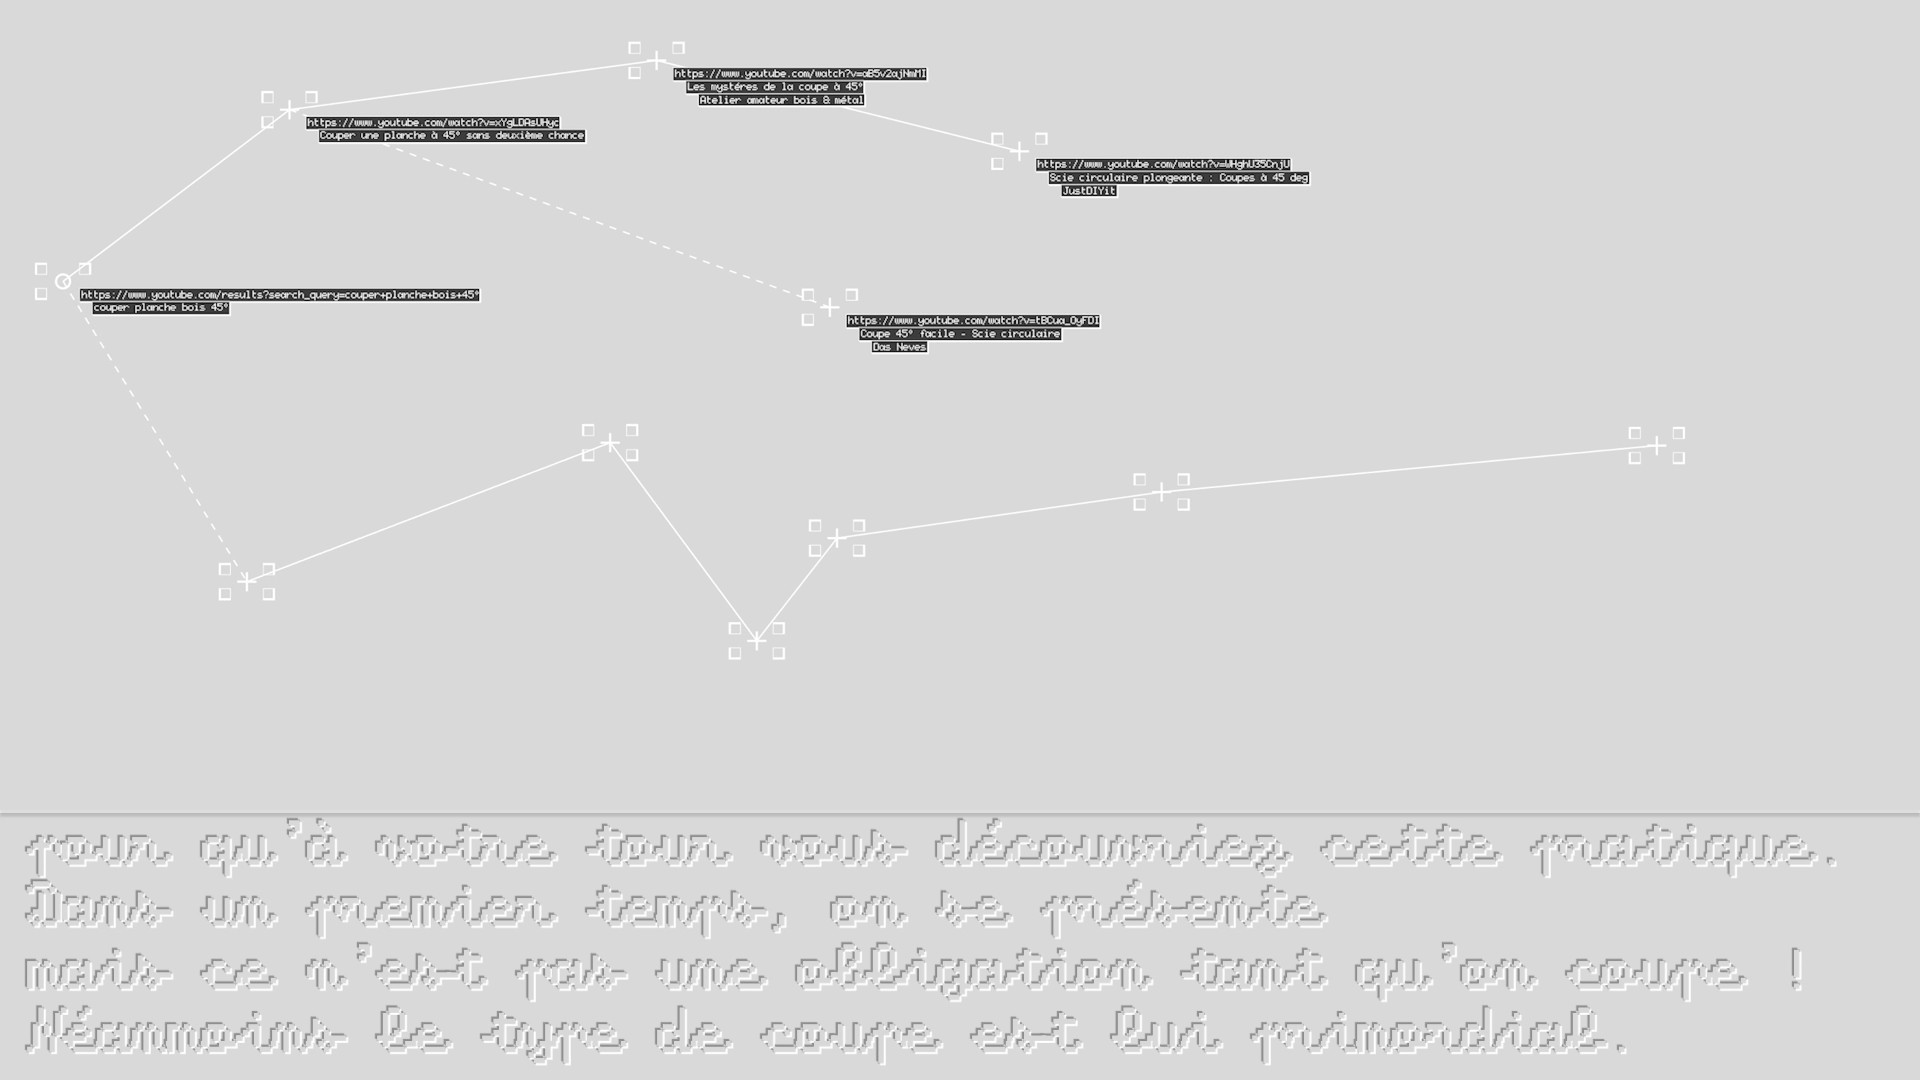 https://www.youtube.com/watch?v=aB5v2ajNmMI
Les mystéres de la coupe à 45°
Atelier amateur bois & métal
https://www.youtube.com/watch?v=xYgLDAsUHyc
Couper une planche à 45° sans deuxième chance
https://www.youtube.com/watch?v=WHghU35CnjU
Scie circulaire plongeante : Coupes à 45 deg
JustDIYit
https://www.youtube.com/results?search_query=couper+planche+bois+45°
couper planche bois 45°
https://www.youtube.com/watch?v=tBCua_OyFDI
Coupe 45° facile - Scie circulaire
Das Neves
pour qu'à votre tour vous découvriez cette pratique.
Dans un premier temps, on se présente
mais ce n'est pas une obligation tant qu'on coupe !
Néanmoins le type de coupe est lui primordial.